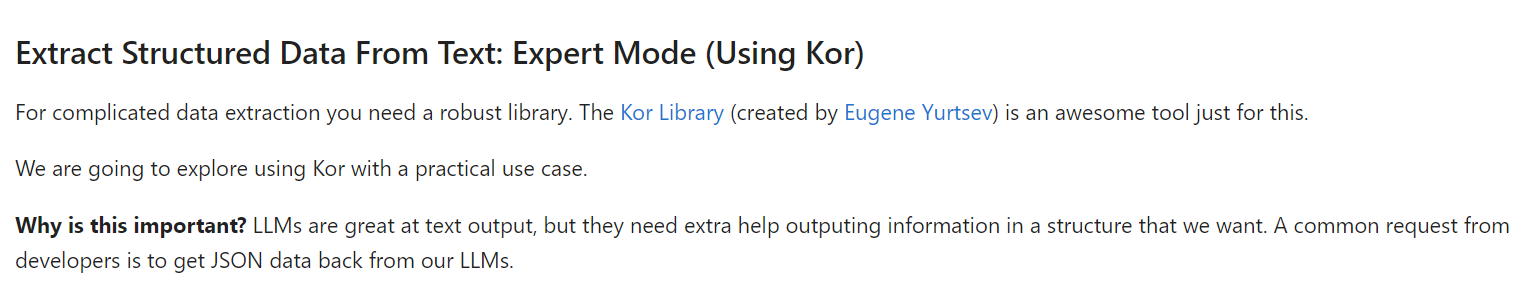 Extract Structured Data From Text: Expert Mode (Using Kor)
For complicated data extraction you need a robust library. The Kor Library (created by Eugene Yurtsev) is an awesome tool just for this.
We are going to explore using Kor with a practical use case.
Why is this important? LLMs are great at text output, but they need extra help outputing information in a structure that we want. A common request from
developers is to get JSON data back from our LLMs.